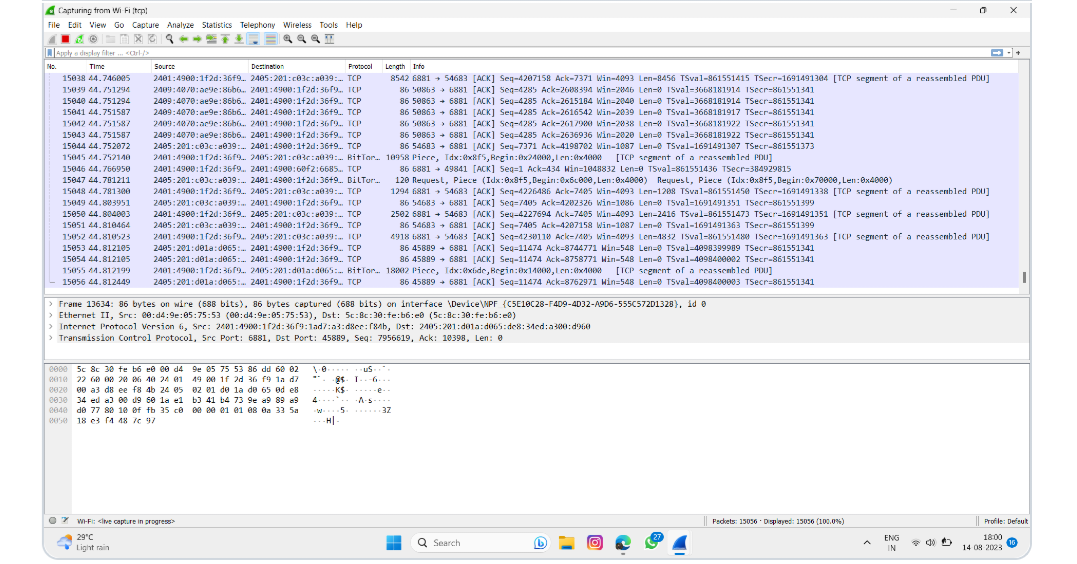 Capturing from Wi-Fi (tcp)
File Edit View Go Capture Analyze Statistics Telephony Wireless Tools Help
Apply a display filter ... <Ctrl-/>
No. Time Source Destination Protocol Length Info
15038 44.746005 2401:4900:1f2d:36f9… 2405:201:c03c:a039:… TCP 8542 6881 → 54683 [ACK] Seq=4207158 Ack=7371 Win=4093 Len=8456 TSval=861551415 TSecr=1691491304 [TCP segment of a reassembled PDU]
15039 44.751294 2409:4070:ae9e:86b6… 2401:4900:1f2d:36f9… TCP 86 50863 → 6881 [ACK] Seq=4285 Ack=2608394 Win=2046 Len=0 TSval=3668181914 TSecr=861551341
15040 44.751294 2409:4070:ae9e:86b6… 2401:4900:1f2d:36f9… TCP 86 50863 → 6881 [ACK] Seq=4285 Ack=2615184 Win=2040 Len=0 TSval=3668181914 TSecr=861551341
15041 44.751587 2409:4070:ae9e:86b6… 2401:4900:1f2d:36f9… TCP 86 50863 → 6881 [ACK] Seq=4285 Ack=2616542 Win=2039 Len=0 TSval=3668181917 TSecr=861551341
15042 44.751587 2409:4070:ae9e:86b6… 2401:4900:1f2d:36f9… TCP 86 50863 → 6881 [ACK] Seq=4285 Ack=2617900 Win=2038 Len=0 TSval=3668181922 TSecr=861551341
15043 44.751587 2409:4070:ae9e:86b6… 2401:4900:1f2d:36f9… TCP 86 50863 → 6881 [ACK] Seq=4285 Ack=2636936 Win=2020 Len=0 TSval=3668181922 TSecr=861551341
15044 44.752072 2405:201:c03c:a039:… 2401:4900:1f2d:36f9… TCP 86 54683 → 6881 [ACK] Seq=7371 Ack=4198702 Win=1087 Len=0 TSval=1691491307 TSecr=861551373
15045 44.752140 2401:4900:1f2d:36f9… 2409:4070:ae9e:86b6… BitTor… 10958 Piece, Idx:0x8f5,Begin:0x24000,Len:0x4000 [TCP segment of a reassembled PDU]
15046 44.766950 2401:4900:1f2d:36f9… 2401:4900:60f2:6685… TCP 86 6881 → 49841 [ACK] Seq=1 Ack=434 Win=1048832 Len=0 TSval=861551436 TSecr=384929815
15047 44.781211 2405:201:c03c:a039:… 2401:4900:1f2d:36f9… BitTor… 120 Request, Piece (Idx:0x8f5,Begin:0x6c000,Len:0x4000) Request, Piece (Idx:0x8f5,Begin:0x70000,Len:0x4000)
15048 44.781300 2401:4900:1f2d:36f9… 2405:201:c03c:a039:… TCP 1294 6881 → 54683 [ACK] Seq=4226486 Ack=7405 Win=4093 Len=1208 TSval=861551450 TSecr=1691491338 [TCP segment of a reassembled PDU]
15049 44.803951 2405:201:c03c:a039:… 2401:4900:1f2d:36f9… TCP 86 54683 → 6881 [ACK] Seq=7405 Ack=4202326 Win=1086 Len=0 TSval=1691491351 TSecr=861551399
15050 44.804003 2401:4900:1f2d:36f9… 2405:201:c03c:a039:… TCP 2502 6881 → 54683 [ACK] Seq=4227694 Ack=7405 Win=4093 Len=2416 TSval=861551473 TSecr=1691491351 [TCP segment of a reassembled PDU]
15051 44.810464 2405:201:c03c:a039:… 2401:4900:1f2d:36f9… TCP 86 54683 → 6881 [ACK] Seq=7405 Ack=4207158 Win=1087 Len=0 TSval=1691491363 TSecr=861551399
15052 44.810523 2401:4900:1f2d:36f9… 2405:201:c03c:a039:… TCP 4918 6881 → 54683 [ACK] Seq=4230110 Ack=7405 Win=4093 Len=4832 TSval=861551480 TSecr=1691491363 [TCP segment of a reassembled PDU]
15053 44.812105 2405:201:d01a:d065:… 2401:4900:1f2d:36f9… TCP 86 45889 → 6881 [ACK] Seq=11474 Ack=8744771 Win=548 Len=0 TSval=4098399989 TSecr=861551341
15054 44.812105 2405:201:d01a:d065:… 2401:4900:1f2d:36f9… TCP 86 45889 → 6881 [ACK] Seq=11474 Ack=8758771 Win=548 Len=0 TSval=4098400002 TSecr=861551341
15055 44.812199 2401:4900:1f2d:36f9… 2405:201:d01a:d065:… BitTor… 18002 Piece, Idx:0x6de,Begin:0x14000,Len:0x4000 [TCP segment of a reassembled PDU]
15056 44.812449 2405:201:d01a:d065:… 2401:4900:1f2d:36f9… TCP 86 45889 → 6881 [ACK] Seq=11474 Ack=8762971 Win=548 Len=0 TSval=4098400003 TSecr=861551341
Frame 13634: 86 bytes on wire (688 bits), 86 bytes captured (688 bits) on interface \Device\NPF_{C5E10C28-F4D9-4D32-A9D6-555C572D1328}, id 0
Ethernet II, Src: 00:d4:9e:05:75:53 (00:d4:9e:05:75:53), Dst: 5c:8c:30:fe:b6:e0 (5c:8c:30:fe:b6:e0)
Internet Protocol Version 6, Src: 2401:4900:1f2d:36f9:1ad7:a3:d8ee:f84b, Dst: 2405:201:d01a:d065:de8:34ed:a300:d960
Transmission Control Protocol, Src Port: 6881, Dst Port: 45889, Seq: 7956619, Ack: 10398, Len: 0
0000 5c 8c 30 fe b6 e0 00 d4 9e 05 75 53 86 dd 60 02 \·0····· ··uS··`·
0010 22 60 00 20 06 40 24 01 49 00 1f 2d 36 f9 1a d7 "`· ·@$· I··-6···
0020 00 a3 d8 ee f8 4b 24 05 02 01 d0 1a d0 65 0d e8 ·····K$· ·····e··
0030 34 ed a3 00 d9 60 1a e1 b3 41 b4 73 9e a9 89 a9 4····`·· ·A·s····
0040 d0 77 80 10 0f fb 35 c0 00 00 01 01 08 0a 33 5a ·w····5· ······3Z
0050 18 e3 f4 48 7c 97 ···H|·
Wi-Fi: <live capture in progress> Packets: 15056 · Displayed: 15056 (100.0%) Profile: Default
29°C
Light rain
Search
27
ENG
IN
18:00
14-08-2023
16